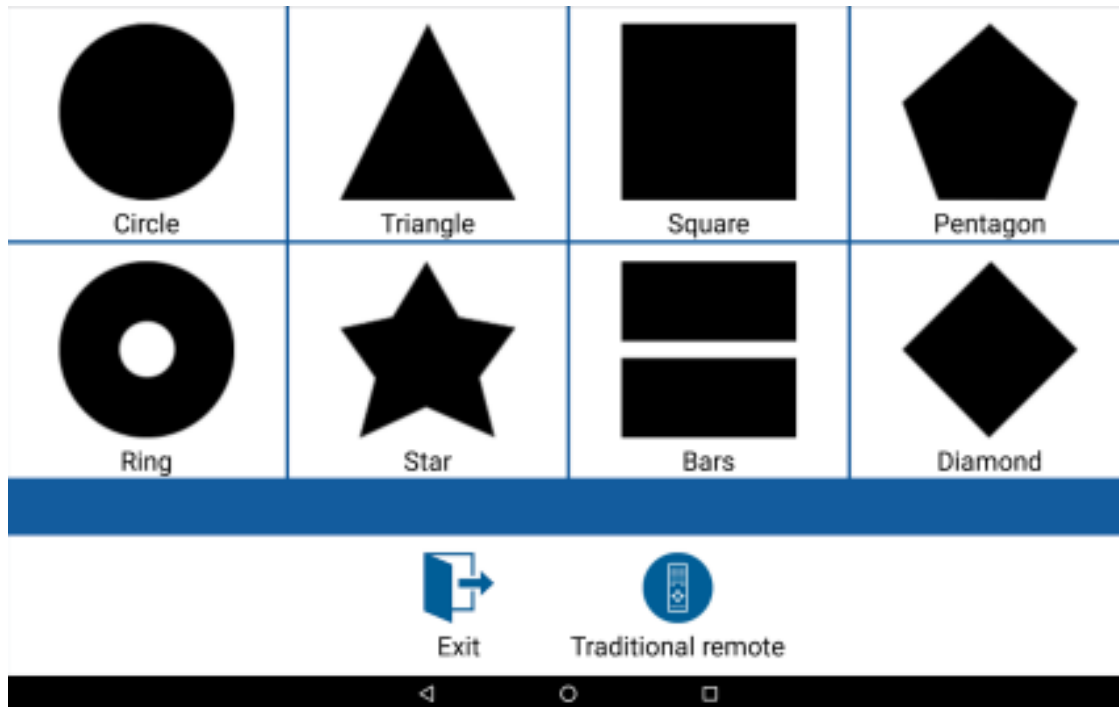 Circle
Triangle
Square
Pentagon
Ring
Star
Bars
Diamond
Exit
Traditional remote